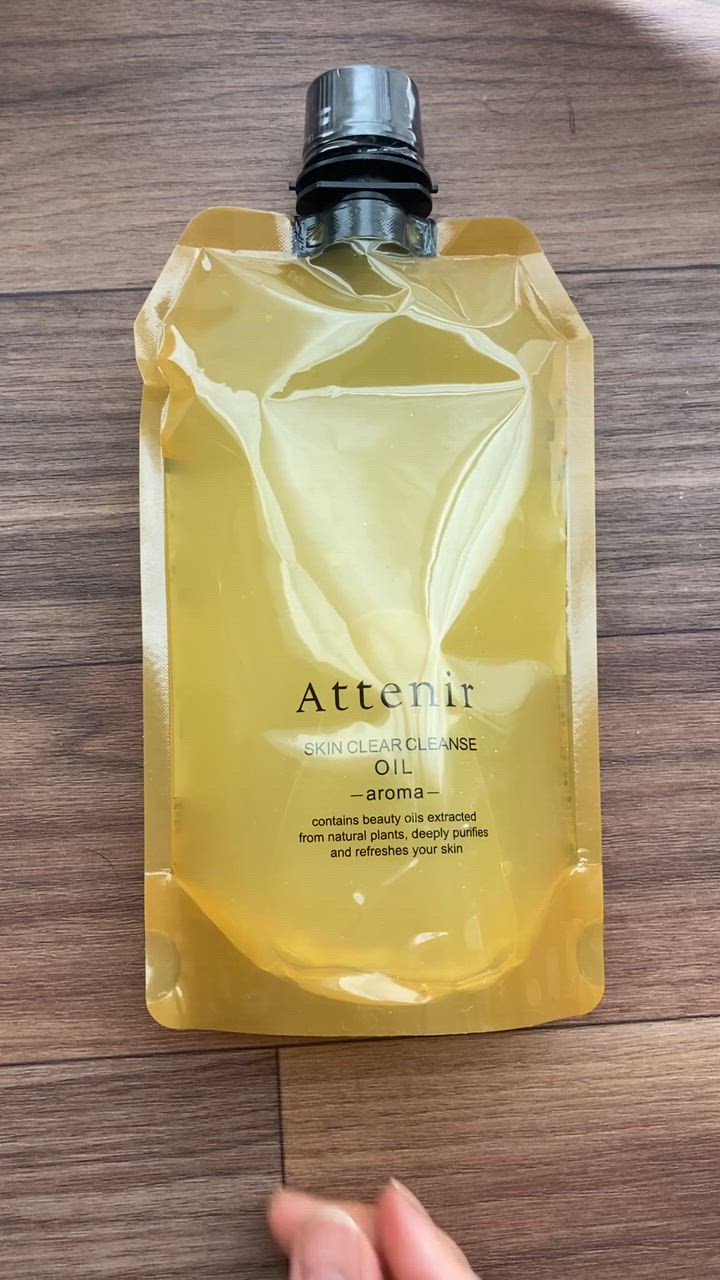 Attenir
SKIN CLEAR CLEANSE
OIL
—aroma—
contains beauty oils extracted
from natural plants, deeply purifies
and refreshes your skin